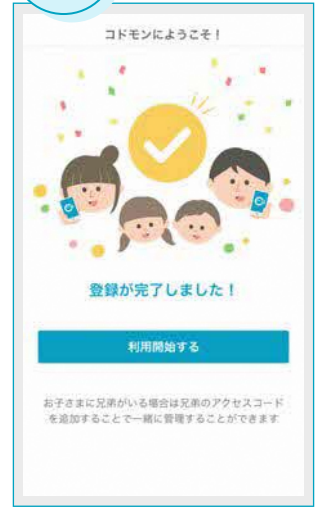 コドモンにようこそ！
登録が完了しました！
利用開始する
お子さまに兄弟がいる場合は兄弟のアクセスコード
を追加することで一緒に管理することができます